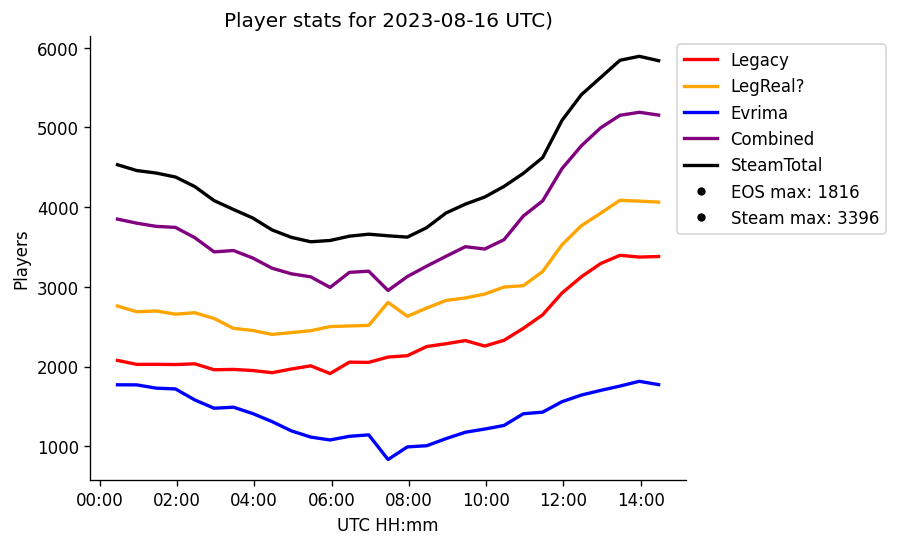 Player stats for 2023-08-16 UTC)
6000
5000
4000
3000
2000
1000
Players
00:00 02:00 04:00 06:00 08:00 10:00 12:00 14:00
UTC HH:mm
Legacy
LegReal?
Evrima
Combined
SteamTotal
EOS max: 1816
Steam max: 3396